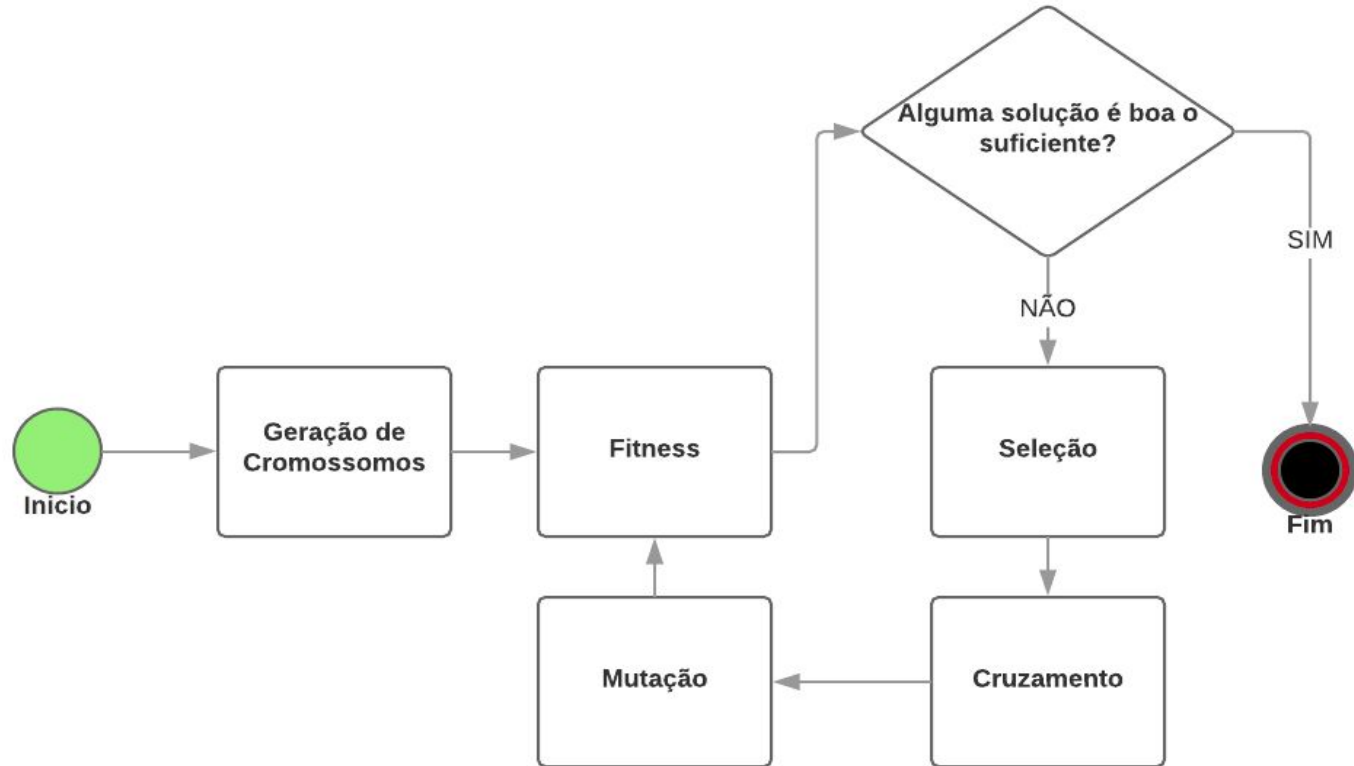 Alguma solução é boa o
suficiente?
SIM
NÃO
Geração de
Cromossomos
Fitness
Seleção
Inicio
Fim
Mutação
Cruzamento